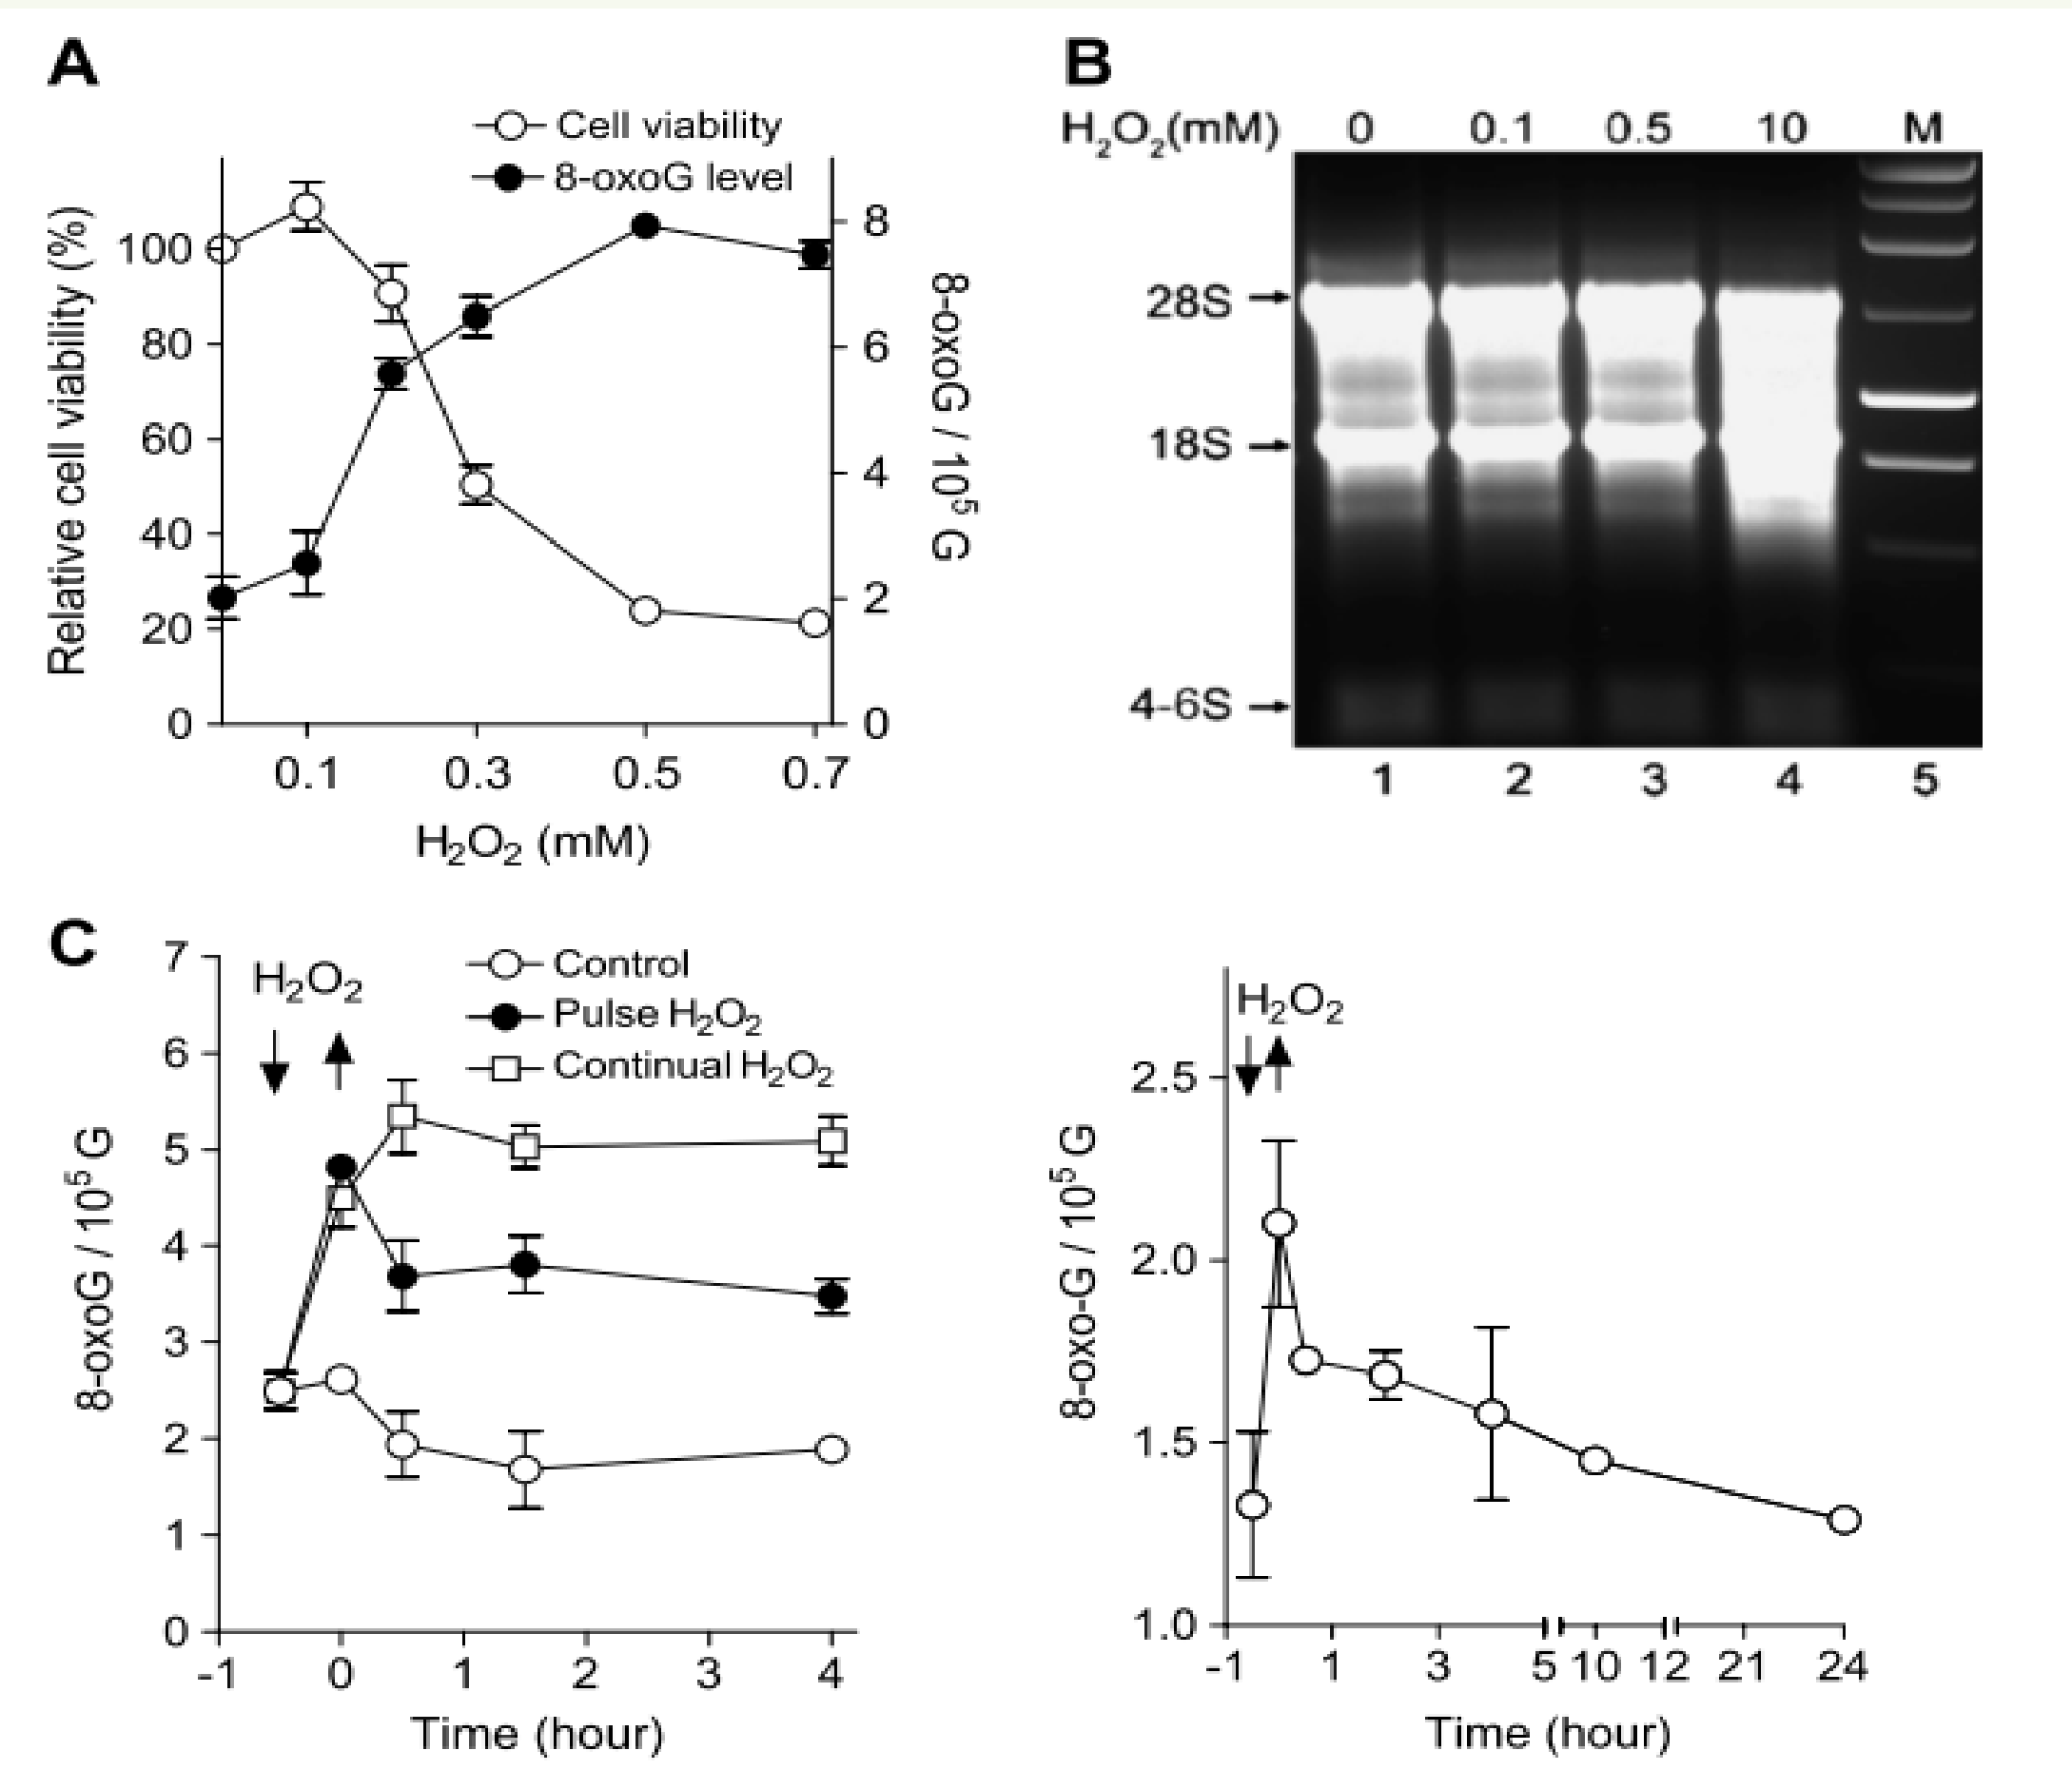 A
Cell viability
8-oxoG level
Relative cell viability (%)
100
80
60
40
20
0
8
6
4
2
0
8-oxoG / 10⁵ G
0.1 0.3 0.5 0.7
H₂O₂ (mM)
B
H₂O₂(mM) 0 0.1 0.5 10 M
28S
18S
4-6S
1 2 3 4 5
C
H₂O₂
Control
Pulse H₂O₂
Continual H₂O₂
8-oxoG / 10⁵ G
7
6
5
4
3
2
1
0
-1 0 1 2 3 4
Time (hour)
H₂O₂
8-oxo-G / 10⁵ G
2.5
2.0
1.5
1.0
-1 1 3 5 10 12 21 24
Time (hour)